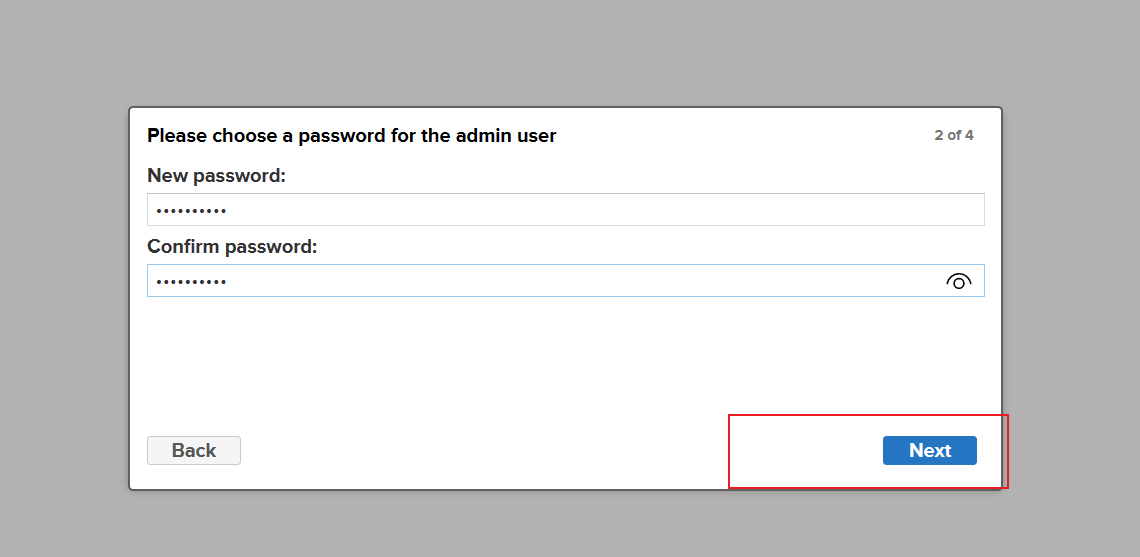 Please choose a password for the admin user
2 of 4
New password:
••••••••••
Confirm password:
••••••••••
Back
Next